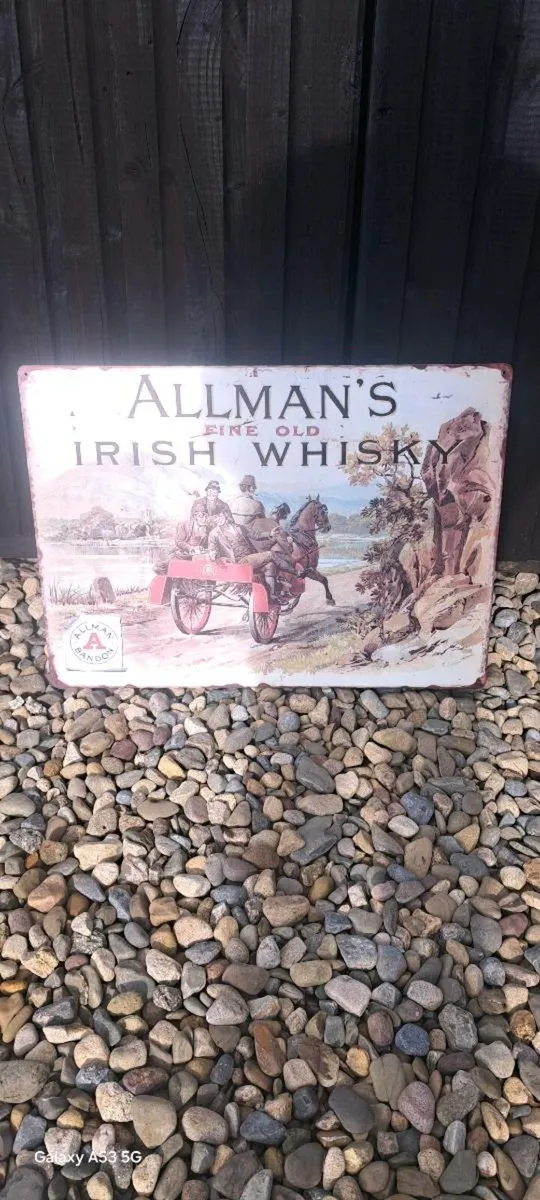 ALLMAN'S
FINE OLD
IRISH WHISKY
ALLMAN
A
BANDON
Galaxy A53 5G